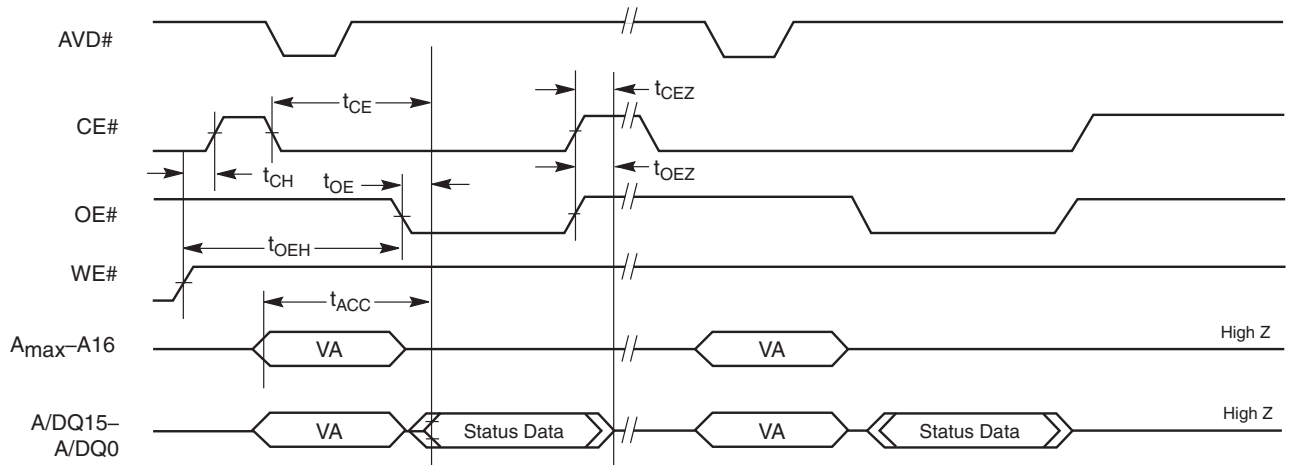 AVD#
tCEZ
tCE
CE#
tCH
tOE
tOEZ
OE#
tOEH
WE#
tACC
Amax–A16
VA
VA
High Z
A/DQ15–
A/DQ0
VA
Status Data
VA
Status Data
High Z